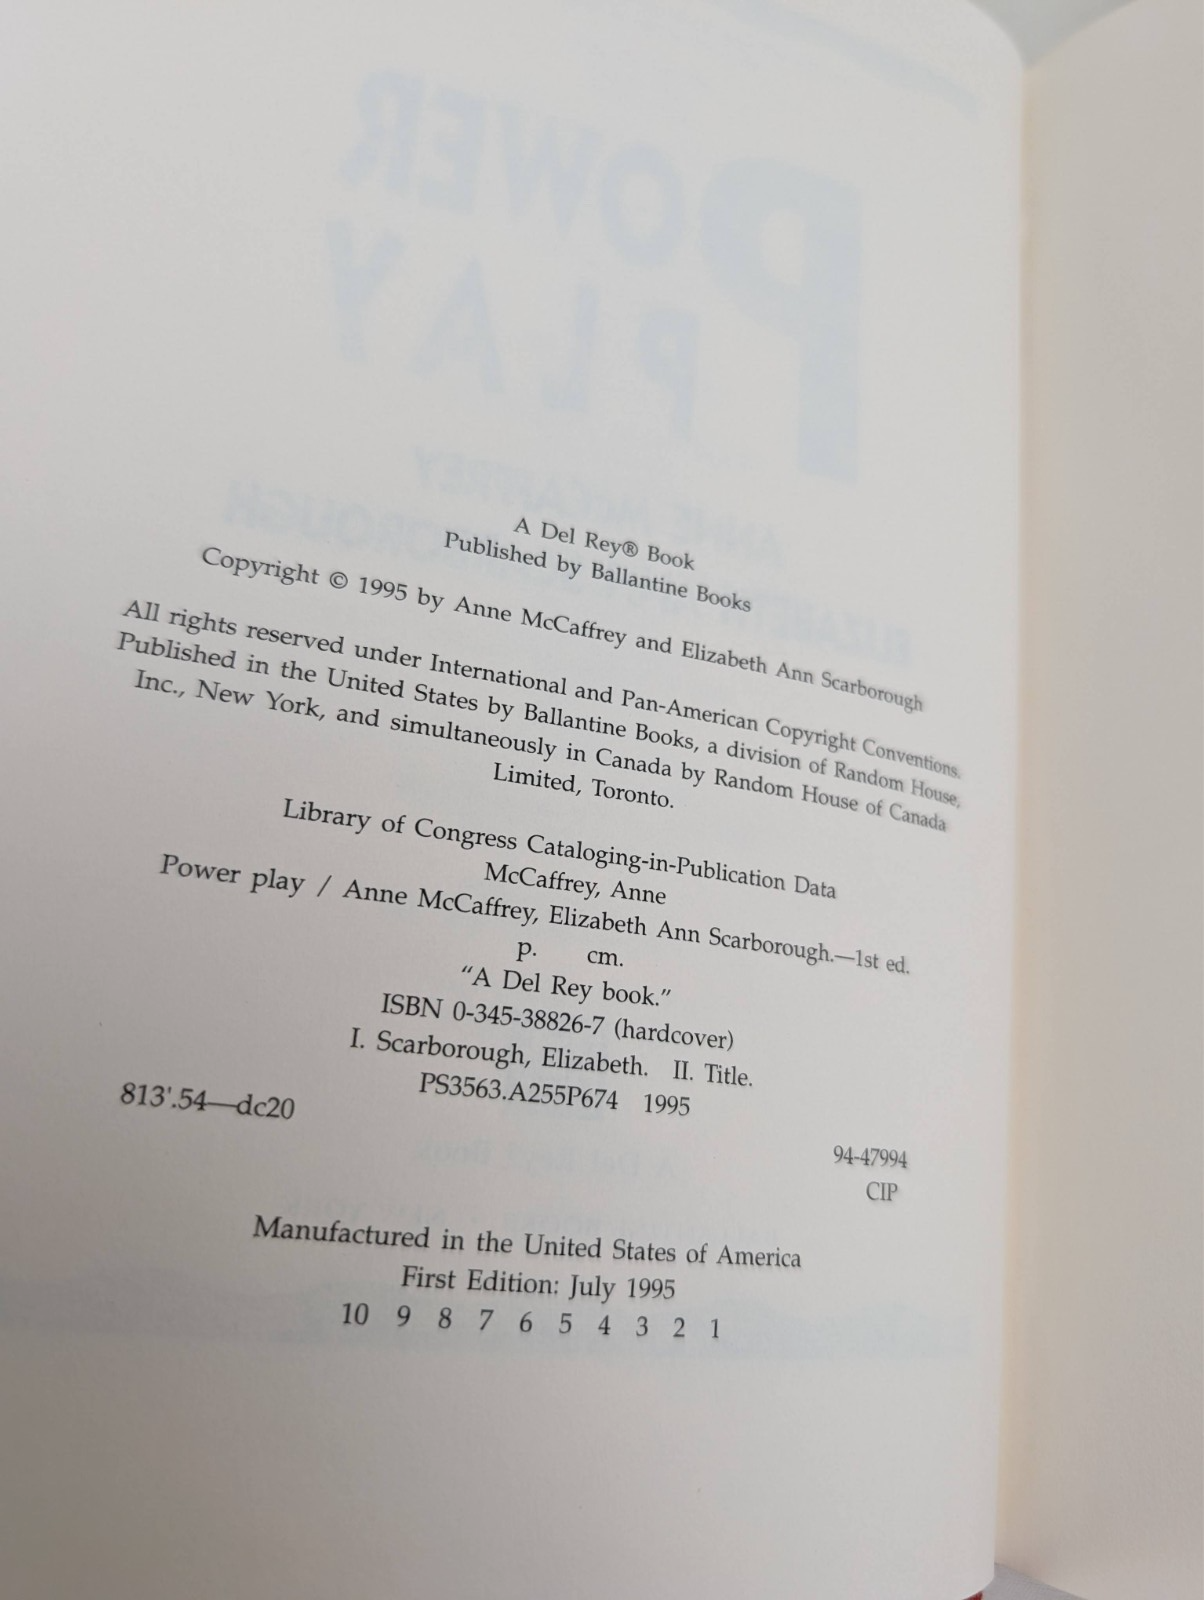 A Del Rey® Book
Published by Ballantine Books
Copyright © 1995 by Anne McCaffrey and Elizabeth Ann Scarborough
All rights reserved under International and Pan-American Copyright Conventions.
Published in the United States by Ballantine Books, a division of Random House,
Inc., New York, and simultaneously in Canada by Random House of Canada
Limited, Toronto.
Library of Congress Cataloging-in-Publication Data
McCaffrey, Anne
Power play / Anne McCaffrey, Elizabeth Ann Scarborough.—1st ed.
p. cm.
“A Del Rey book.”
ISBN 0-345-38826-7 (hardcover)
I. Scarborough, Elizabeth. II. Title.
PS3563.A255P674 1995
813'.54—dc20
94-47994
CIP
Manufactured in the United States of America
First Edition: July 1995
10 9 8 7 6 5 4 3 2 1